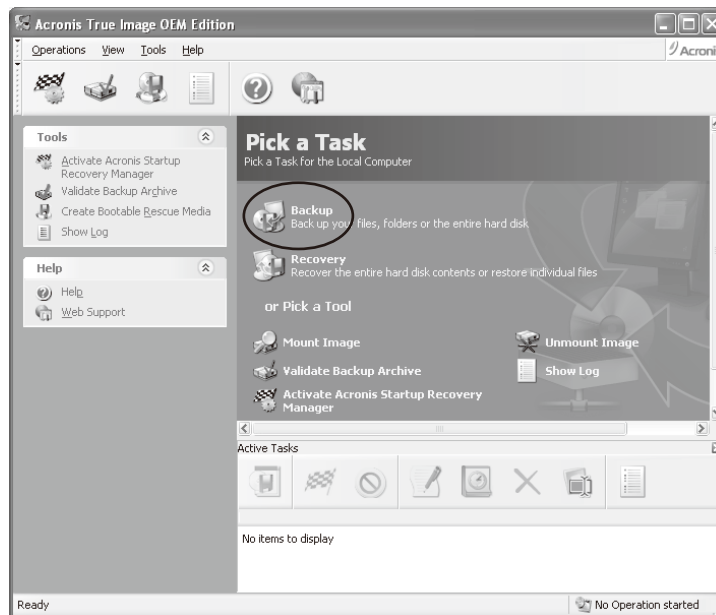 Acronis True Image OEM Edition
Operations View Tools Help
Acroni
Tools
Activate Acronis Startup
Recovery Manager
Validate Backup Archive
Create Bootable Rescue Media
Show Log
Help
Help
Web Support
Pick a Task
Pick a Task for the Local Computer
Backup
Back up your files, folders or the entire hard disk
Recovery
Recover the entire hard disk contents or restore individual files
or Pick a Tool
Mount Image
Unmount Image
Validate Backup Archive
Show Log
Activate Acronis Startup Recovery
Manager
Active Tasks
No items to display
Ready
No Operation started